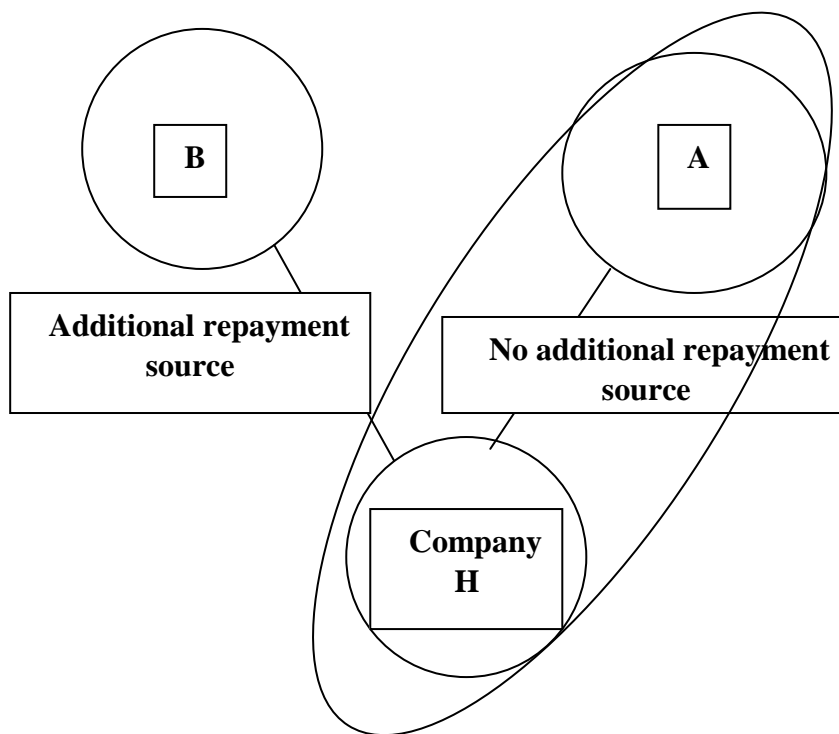 B
A
Additional repayment
source
No additional repayment
source
Company
H